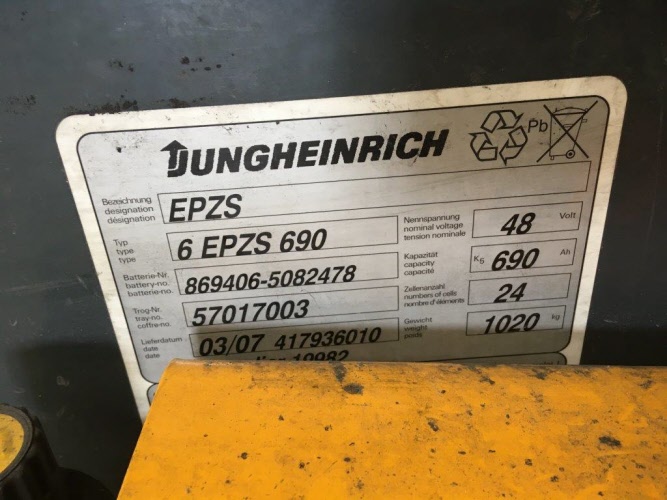 JUNGHEINRICH
Pb
Bezeichnung
designation
désignation
EPZS
Typ
type
type
6 EPZS 690
Nennspannung
nominal voltage
tension nominale
48 Volt
Batterie-Nr.
battery-no.
batterie-no.
869406-5082478
Kapazität
capacity
capacité
K5 690 Ah
Trog-Nr.
tray-no.
coffre-no.
57017003
Zellenanzahl
numbers of cells
nombre d'éléments
24
Lieferdatum
date
date
03/07 417936010
Gewicht
weight
poids
1020 kg
10982